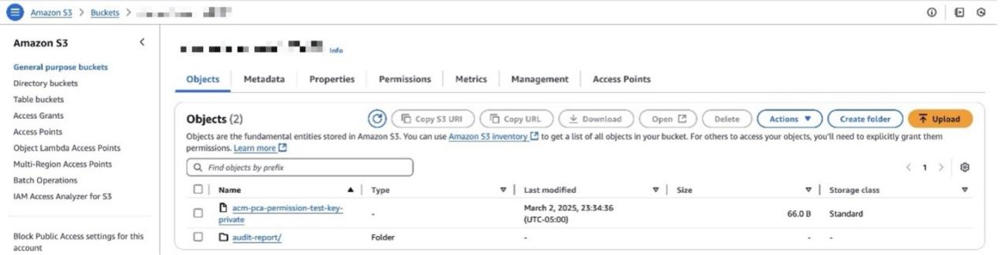 Amazon S3 > Buckets >
Amazon S3
General purpose buckets
Directory buckets
Table buckets
Access Grants
Access Points
Object Lambda Access Points
Multi-Region Access Points
Batch Operations
IAM Access Analyzer for S3
Block Public Access settings for this
account
Info
Objects Metadata Properties Permissions Metrics Management Access Points
Objects (2) Copy S3 URI Copy URL Download Open Delete Actions Create folder Upload
Objects are the fundamental entities stored in Amazon S3. You can use Amazon S3 inventory to get a list of all objects in your bucket. For others to access your objects, you'll need to explicitly grant them
permissions. Learn more
Find objects by prefix
< 1 >
Name Type Last modified Size Storage class
acm-pca-permission-test-key-
private
- March 2, 2025, 23:34:36
(UTC-05:00)
66.0 B Standard
audit-report/ Folder - - -